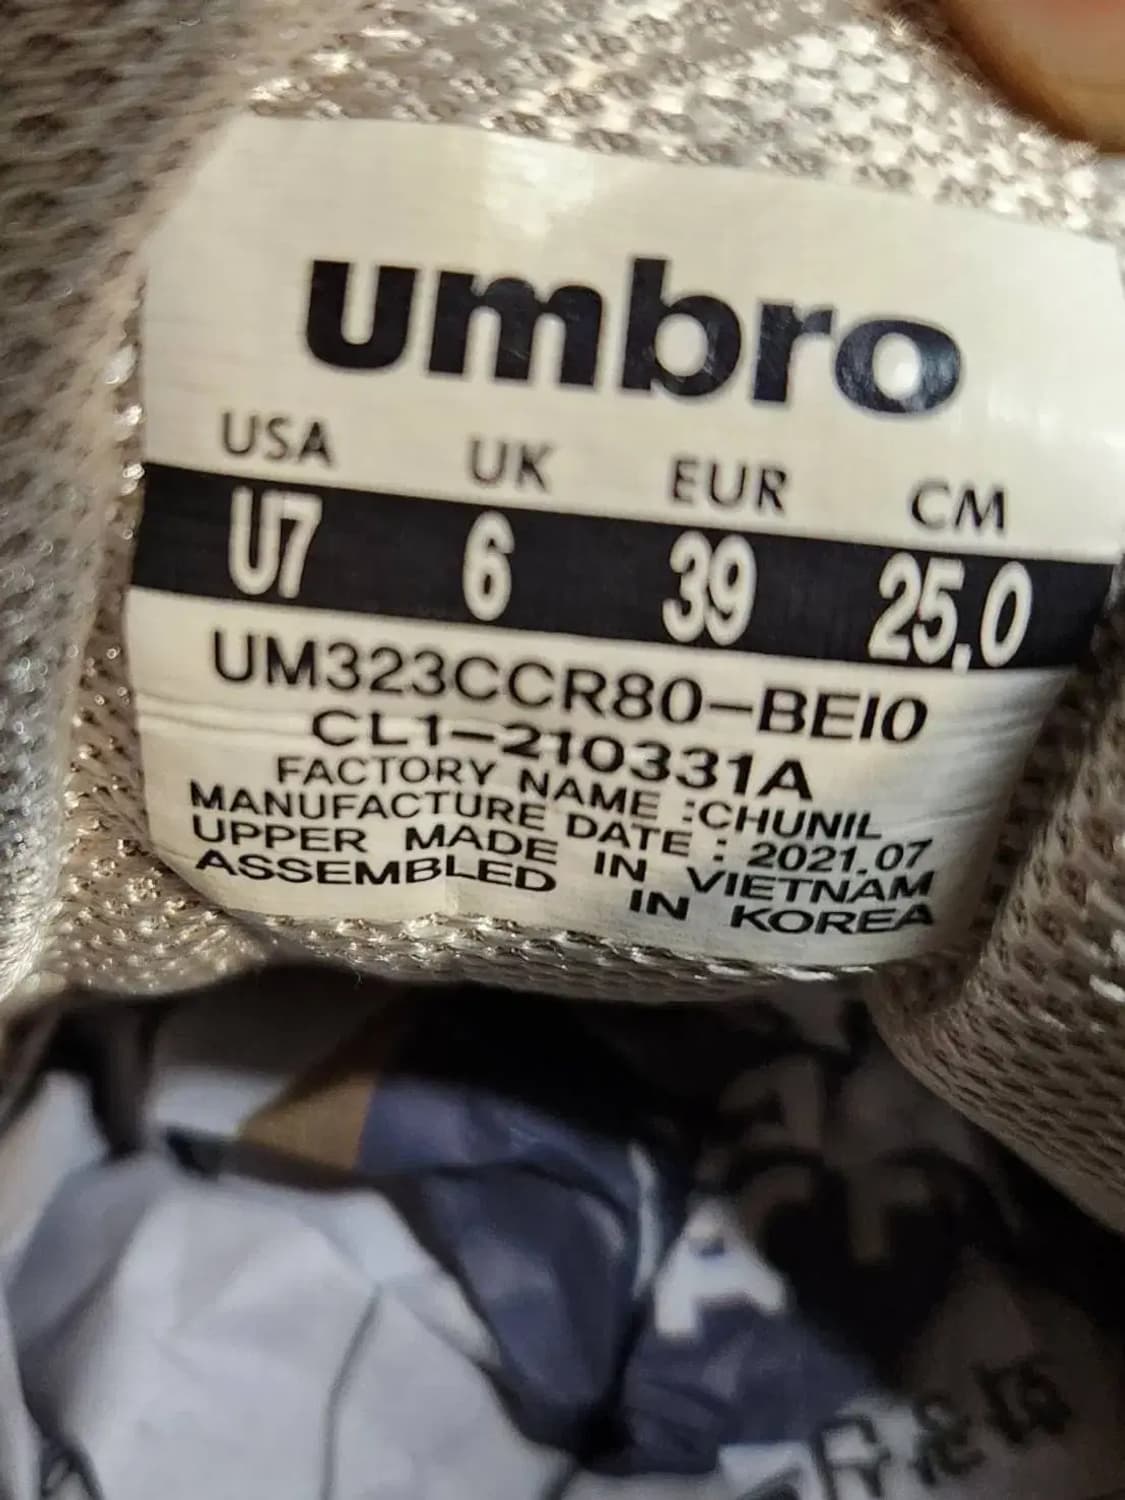 umbro
USA UK EUR CM
U7 6 39 25.0
UM323CCR80-BEI0
CL1-210331A
FACTORY NAME :CHUNIL
MANUFACTURE DATE : 2021.07
UPPER MADE IN VIETNAM
ASSEMBLED IN KOREA
A